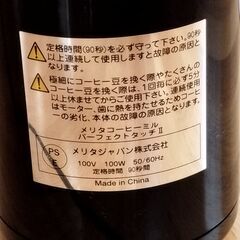 定格時間(90秒)を必ず守って下さい。90秒
以上連続して使用しますと故障の原因と
なります。
極細にコーヒー豆を挽く際やたくさんの
コーヒー豆を挽く際は、1回毎に必ず5分
以上休ませてからご使用下さい。連続使用
はモーター、歯に熱を持たせるためコーヒ
ーの劣化、本体の故障の原因となります。
メリタコーヒーミル
パーフェクトタッチⅡ
PS
E
メリタジャパン株式会社
100V 100W 50/60Hz
定格時間 90秒間
Made in China